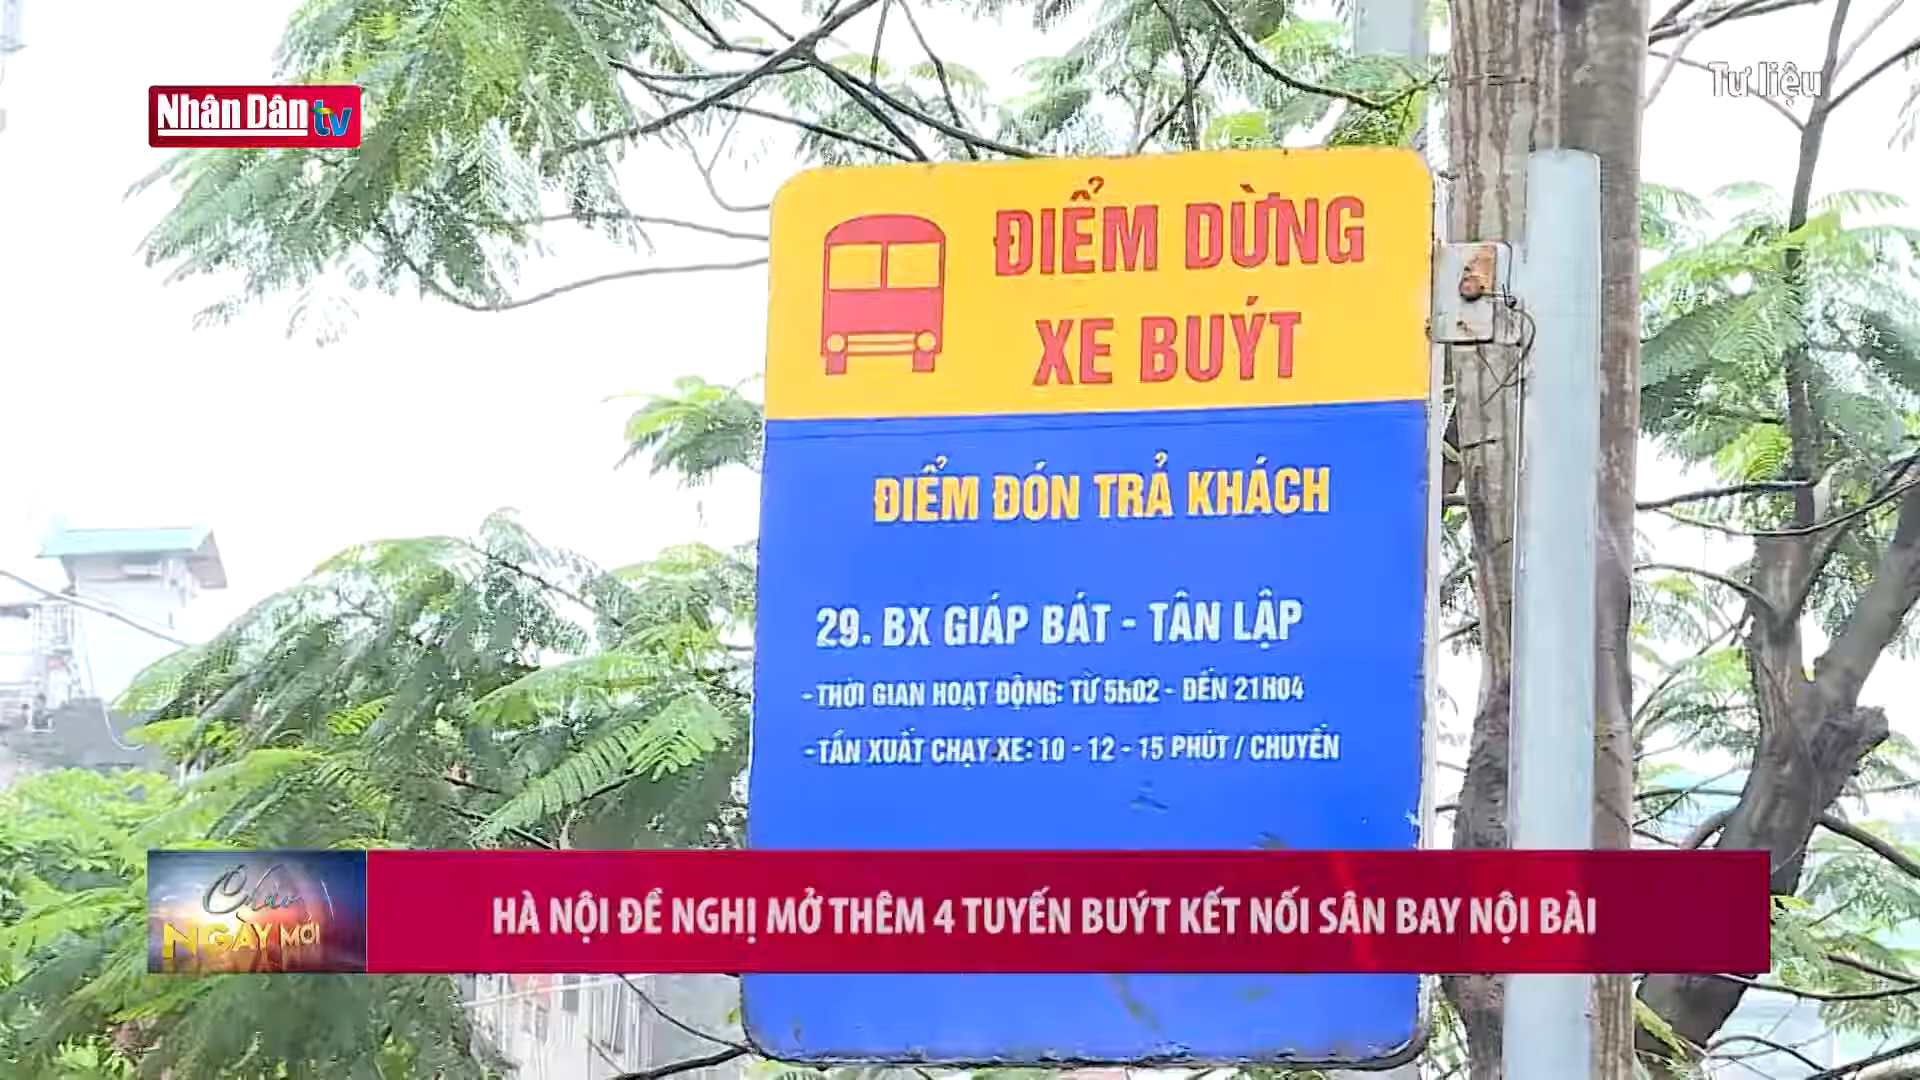 Tư liệu
Nhân Dân tv
ĐIỂM DỪNG
XE BUÝT
ĐIỂM ĐÓN TRẢ KHÁCH
29. BX GIÁP BÁT - TÂN LẬP
- THỜI GIAN HOẠT ĐỘNG: TỪ 5h02 - ĐẾN 21H04
- TẦN XUẤT CHẠY XE: 10 - 12 - 15 PHÚT / CHUYẾN
Chào
NGÀY MỚI
HÀ NỘI ĐỀ NGHỊ MỞ THÊM 4 TUYẾN BUÝT KẾT NỐI SÂN BAY NỘI BÀI